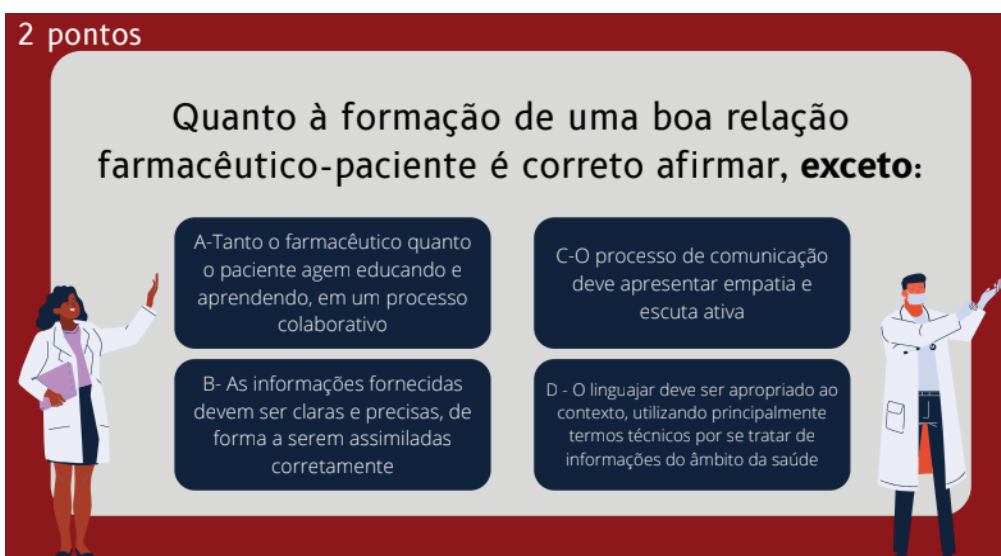 2 pontos
Quanto à formação de uma boa relação
farmacêutico-paciente é correto afirmar, exceto:
A-Tanto o farmacêutico quanto
o paciente agem educando e
aprendendo, em um processo
colaborativo
B- As informações fornecidas
devem ser claras e precisas, de
forma a serem assimiladas
corretamente
C-O processo de comunicação
deve apresentar empatia e
escuta ativa
D - O linguajar deve ser apropriado ao
contexto, utilizando principalmente
termos técnicos por se tratar de
informações do âmbito da saúde